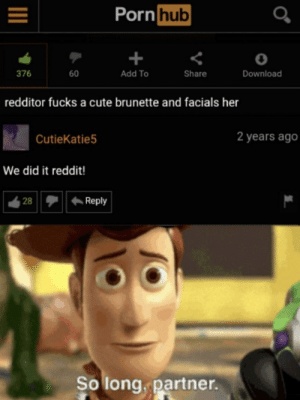 Pornhub
376
60
Add To
Share
Download
redditor fucks a cute brunette and facials her
CutieKatie5
2 years ago
We did it reddit!
28
Reply
So long, partner.